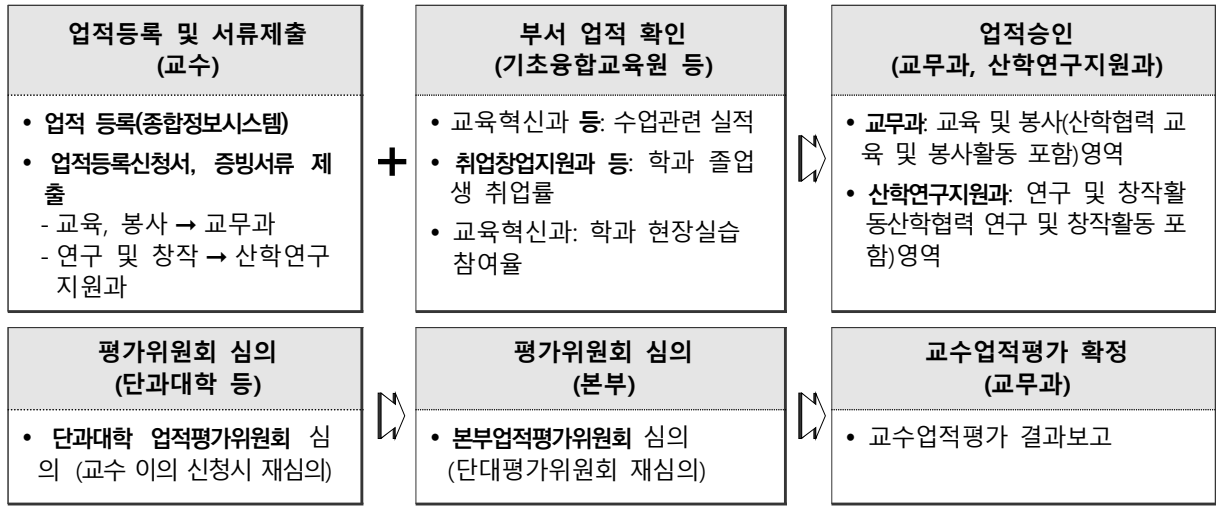 업적등록 및 서류제출
(교수)
• 업적 등록(종합정보시스템)
• 업적등록신청서, 증빙서류 제
출
- 교육, 봉사 ➞ 교무과
- 연구 및 창작 ➞ 산학연구
지원과
+
부서 업적 확인
(기초융합교육원 등)
• 교육혁신과 등: 수업관련 실적
• 취업창업지원과 등: 학과 졸업
생 취업률
• 교육혁신과: 학과 현장실습
참여율
업적승인
(교무과, 산학연구지원과)
• 교무과: 교육 및 봉사(산학협력 교
육 및 봉사활동 포함)영역
• 산학연구지원과: 연구 및 창작활
동산학협력 연구 및 창작활동 포
함)영역
평가위원회 심의
(단과대학 등)
• 단과대학 업적평가위원회 심
의 (교수 이의 신청시 재심의)
평가위원회 심의
(본부)
• 본부업적평가위원회 심의
(단대평가위원회 재심의)
교수업적평가 확정
(교무과)
• 교수업적평가 결과보고